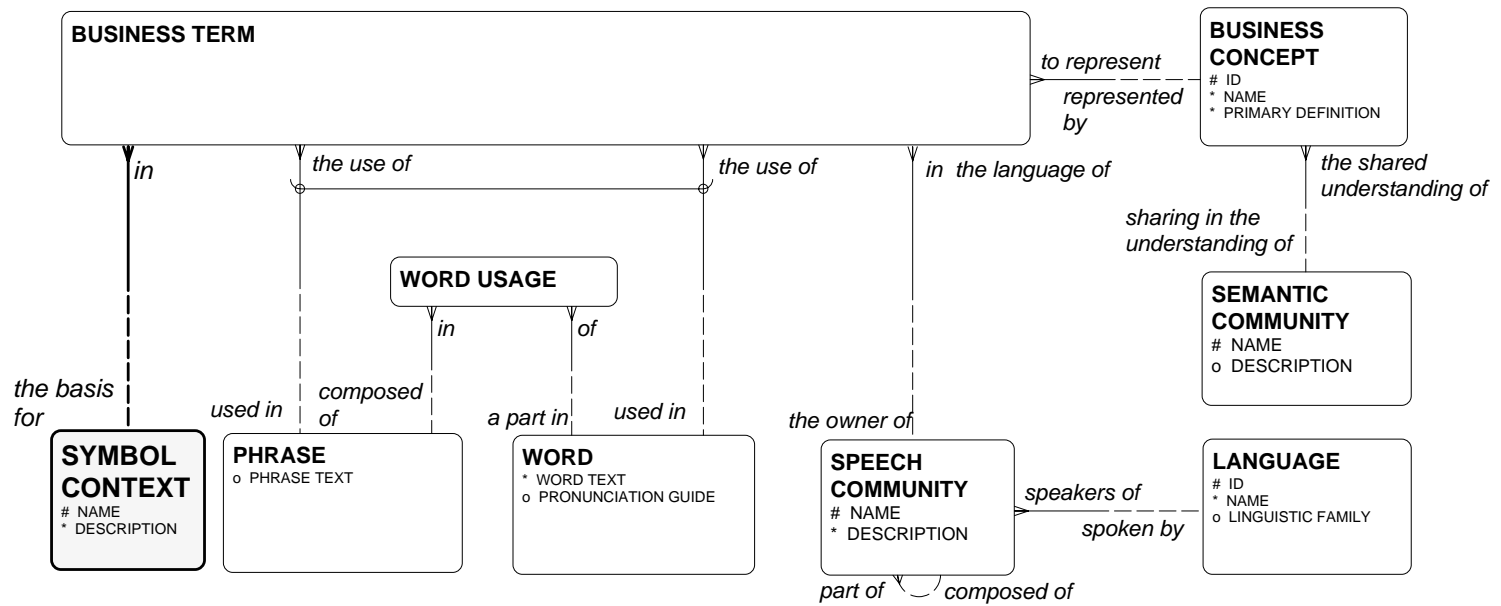 BUSINESS TERM
to represent
represented
by
BUSINESS
CONCEPT
# ID
* NAME
* PRIMARY DEFINITION
in
the use of
the use of
in the language of
the shared
understanding of
sharing in the
understanding of
WORD USAGE
in
of
SEMANTIC
COMMUNITY
# NAME
o DESCRIPTION
the basis
for
used in
composed
of
a part in
used in
the owner of
SYMBOL
CONTEXT
# NAME
* DESCRIPTION
PHRASE
o PHRASE TEXT
WORD
* WORD TEXT
o PRONUNCIATION GUIDE
SPEECH
COMMUNITY
# NAME
* DESCRIPTION
speakers of
spoken by
LANGUAGE
# ID
* NAME
o LINGUISTIC FAMILY
part of
composed of